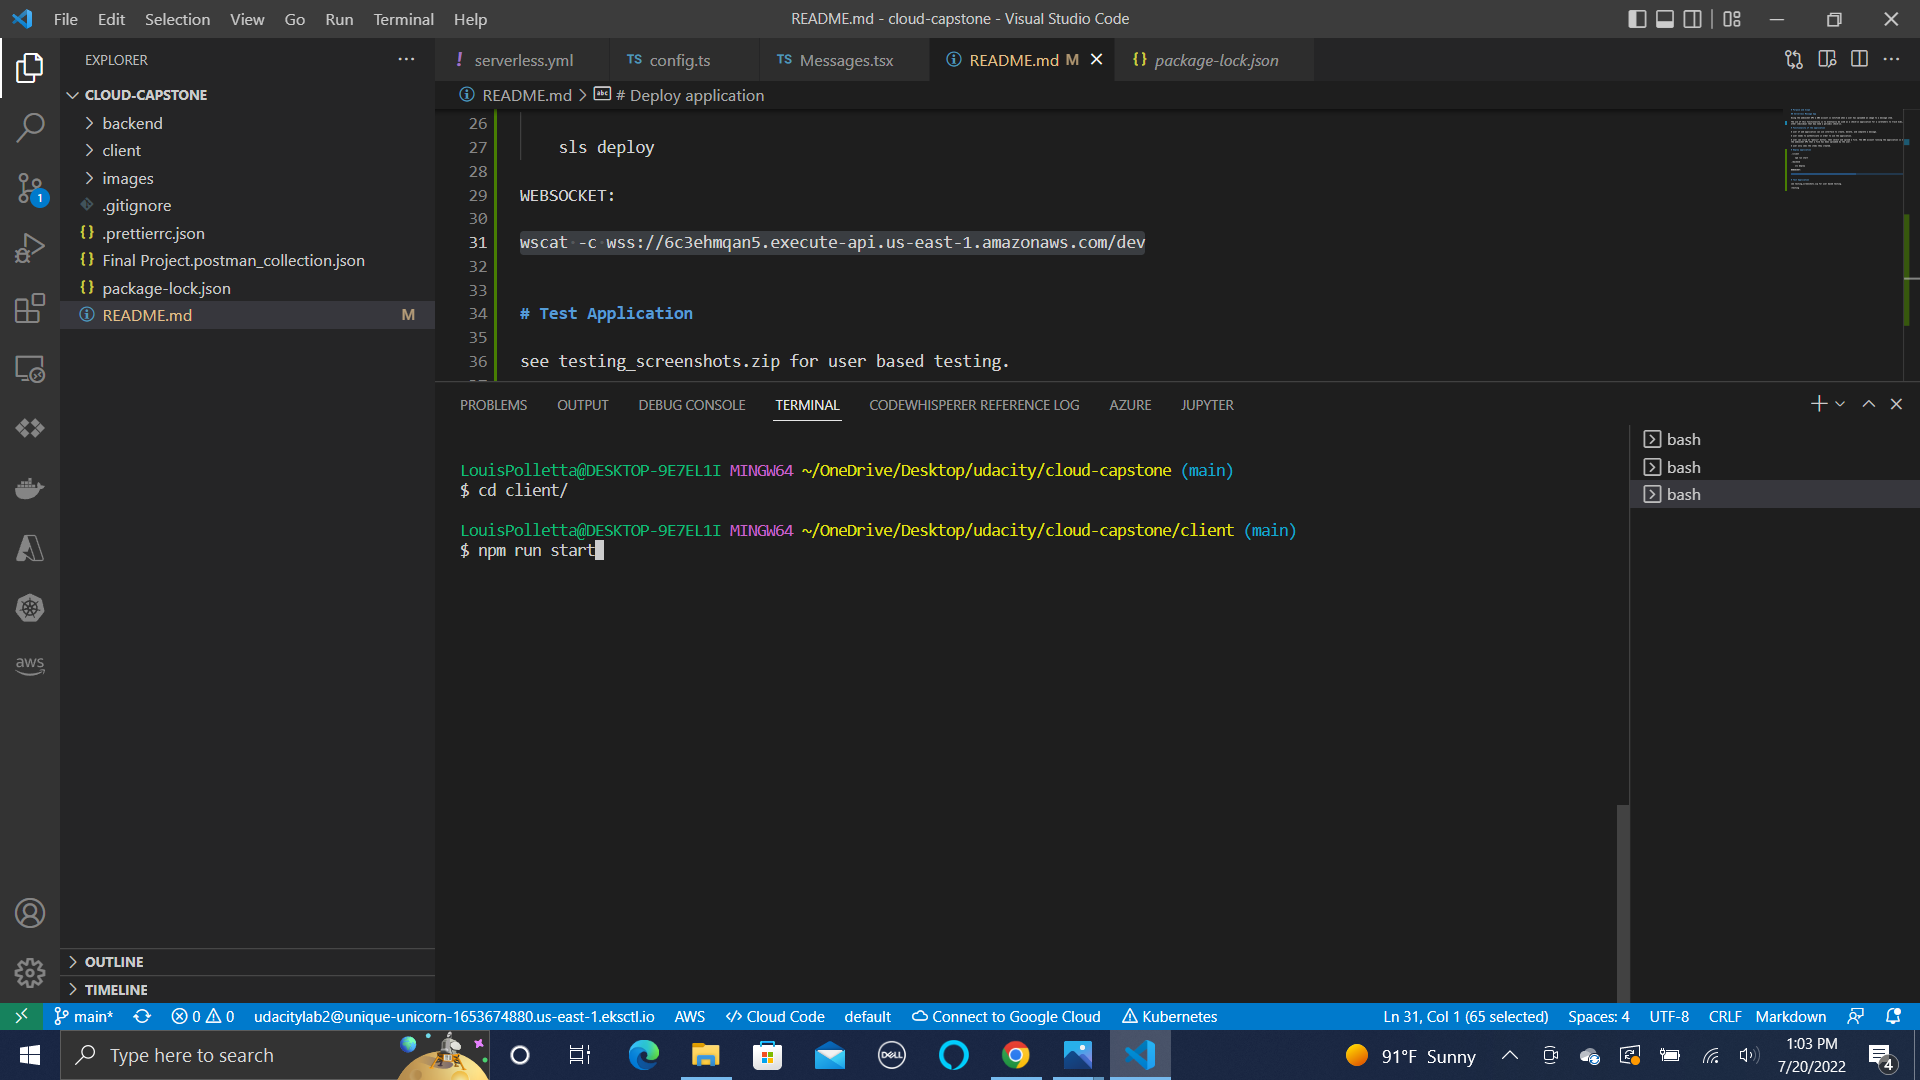 File Edit Selection View Go Run Terminal Help
README.md - cloud-capstone - Visual Studio Code
EXPLORER
CLOUD-CAPSTONE
backend
client
images
.gitignore
.prettierrc.json
Final Project.postman_collection.json
package-lock.json
README.md M
OUTLINE
TIMELINE
1
aws
! serverless.yml
TS config.ts
TS Messages.tsx
README.md M
{} package-lock.json
README.md > # Deploy application
26
27 sls deploy
28
29 WEBSOCKET:
30
31 wscat -c wss://6c3ehmqan5.execute-api.us-east-1.amazonaws.com/dev
32
33
34 # Test Application
35
36 see testing_screenshots.zip for user based testing.
PROBLEMS OUTPUT DEBUG CONSOLE TERMINAL CODEWHISPERER REFERENCE LOG AZURE JUPYTER
LouisPolletta@DESKTOP-9E7EL1I MINGW64 ~/OneDrive/Desktop/udacity/cloud-capstone (main)
$ cd client/
LouisPolletta@DESKTOP-9E7EL1I MINGW64 ~/OneDrive/Desktop/udacity/cloud-capstone/client (main)
$ npm run start
bash
bash
bash
main* 0 0 udacitylab2@unique-unicorn-1653674880.us-east-1.eksctl.io AWS Cloud Code default Connect to Google Cloud Kubernetes
Ln 31, Col 1 (65 selected) Spaces: 4 UTF-8 CRLF Markdown
Type here to search
DELL
91°F Sunny
1:03 PM
7/20/2022
4